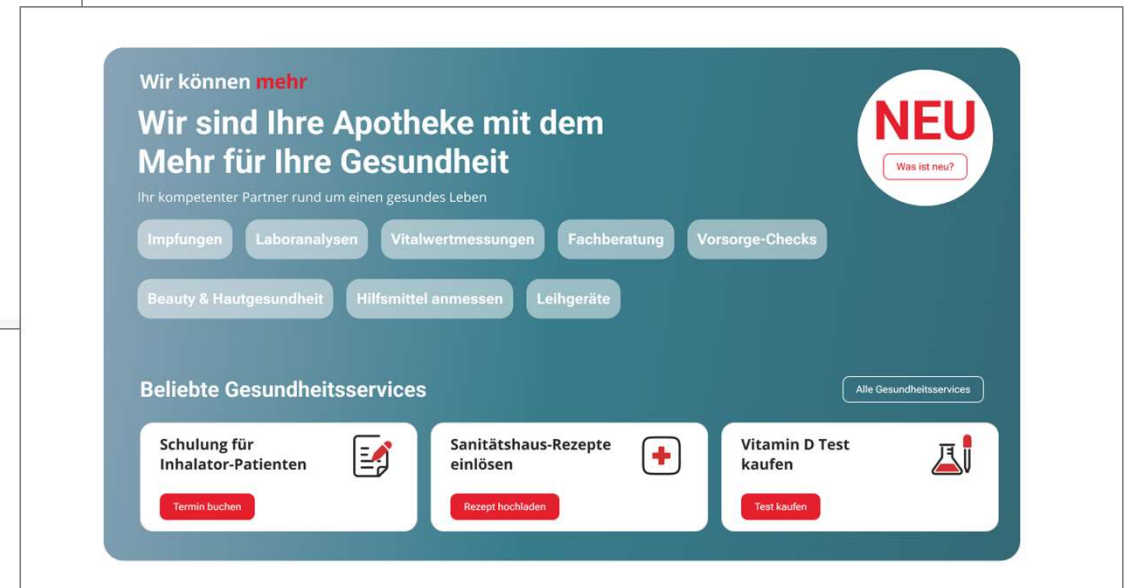 Wir können mehr
Wir sind Ihre Apotheke mit dem
Mehr für Ihre Gesundheit
Ihr kompetenter Partner rund um einen gesundes Leben
NEU
Was ist neu?
Impfungen
Laboranalysen
Vitalwertmessungen
Fachberatung
Vorsorge-Checks
Beauty & Hautgesundheit
Hilfsmittel anmessen
Leihgeräte
Beliebte Gesundheitsservices
Alle Gesundheitsservices
Schulung für
Inhalator-Patienten
Termin buchen
Sanitätshaus-Rezepte
einlösen
Rezept hochladen
Vitamin D Test
kaufen
Test kaufen